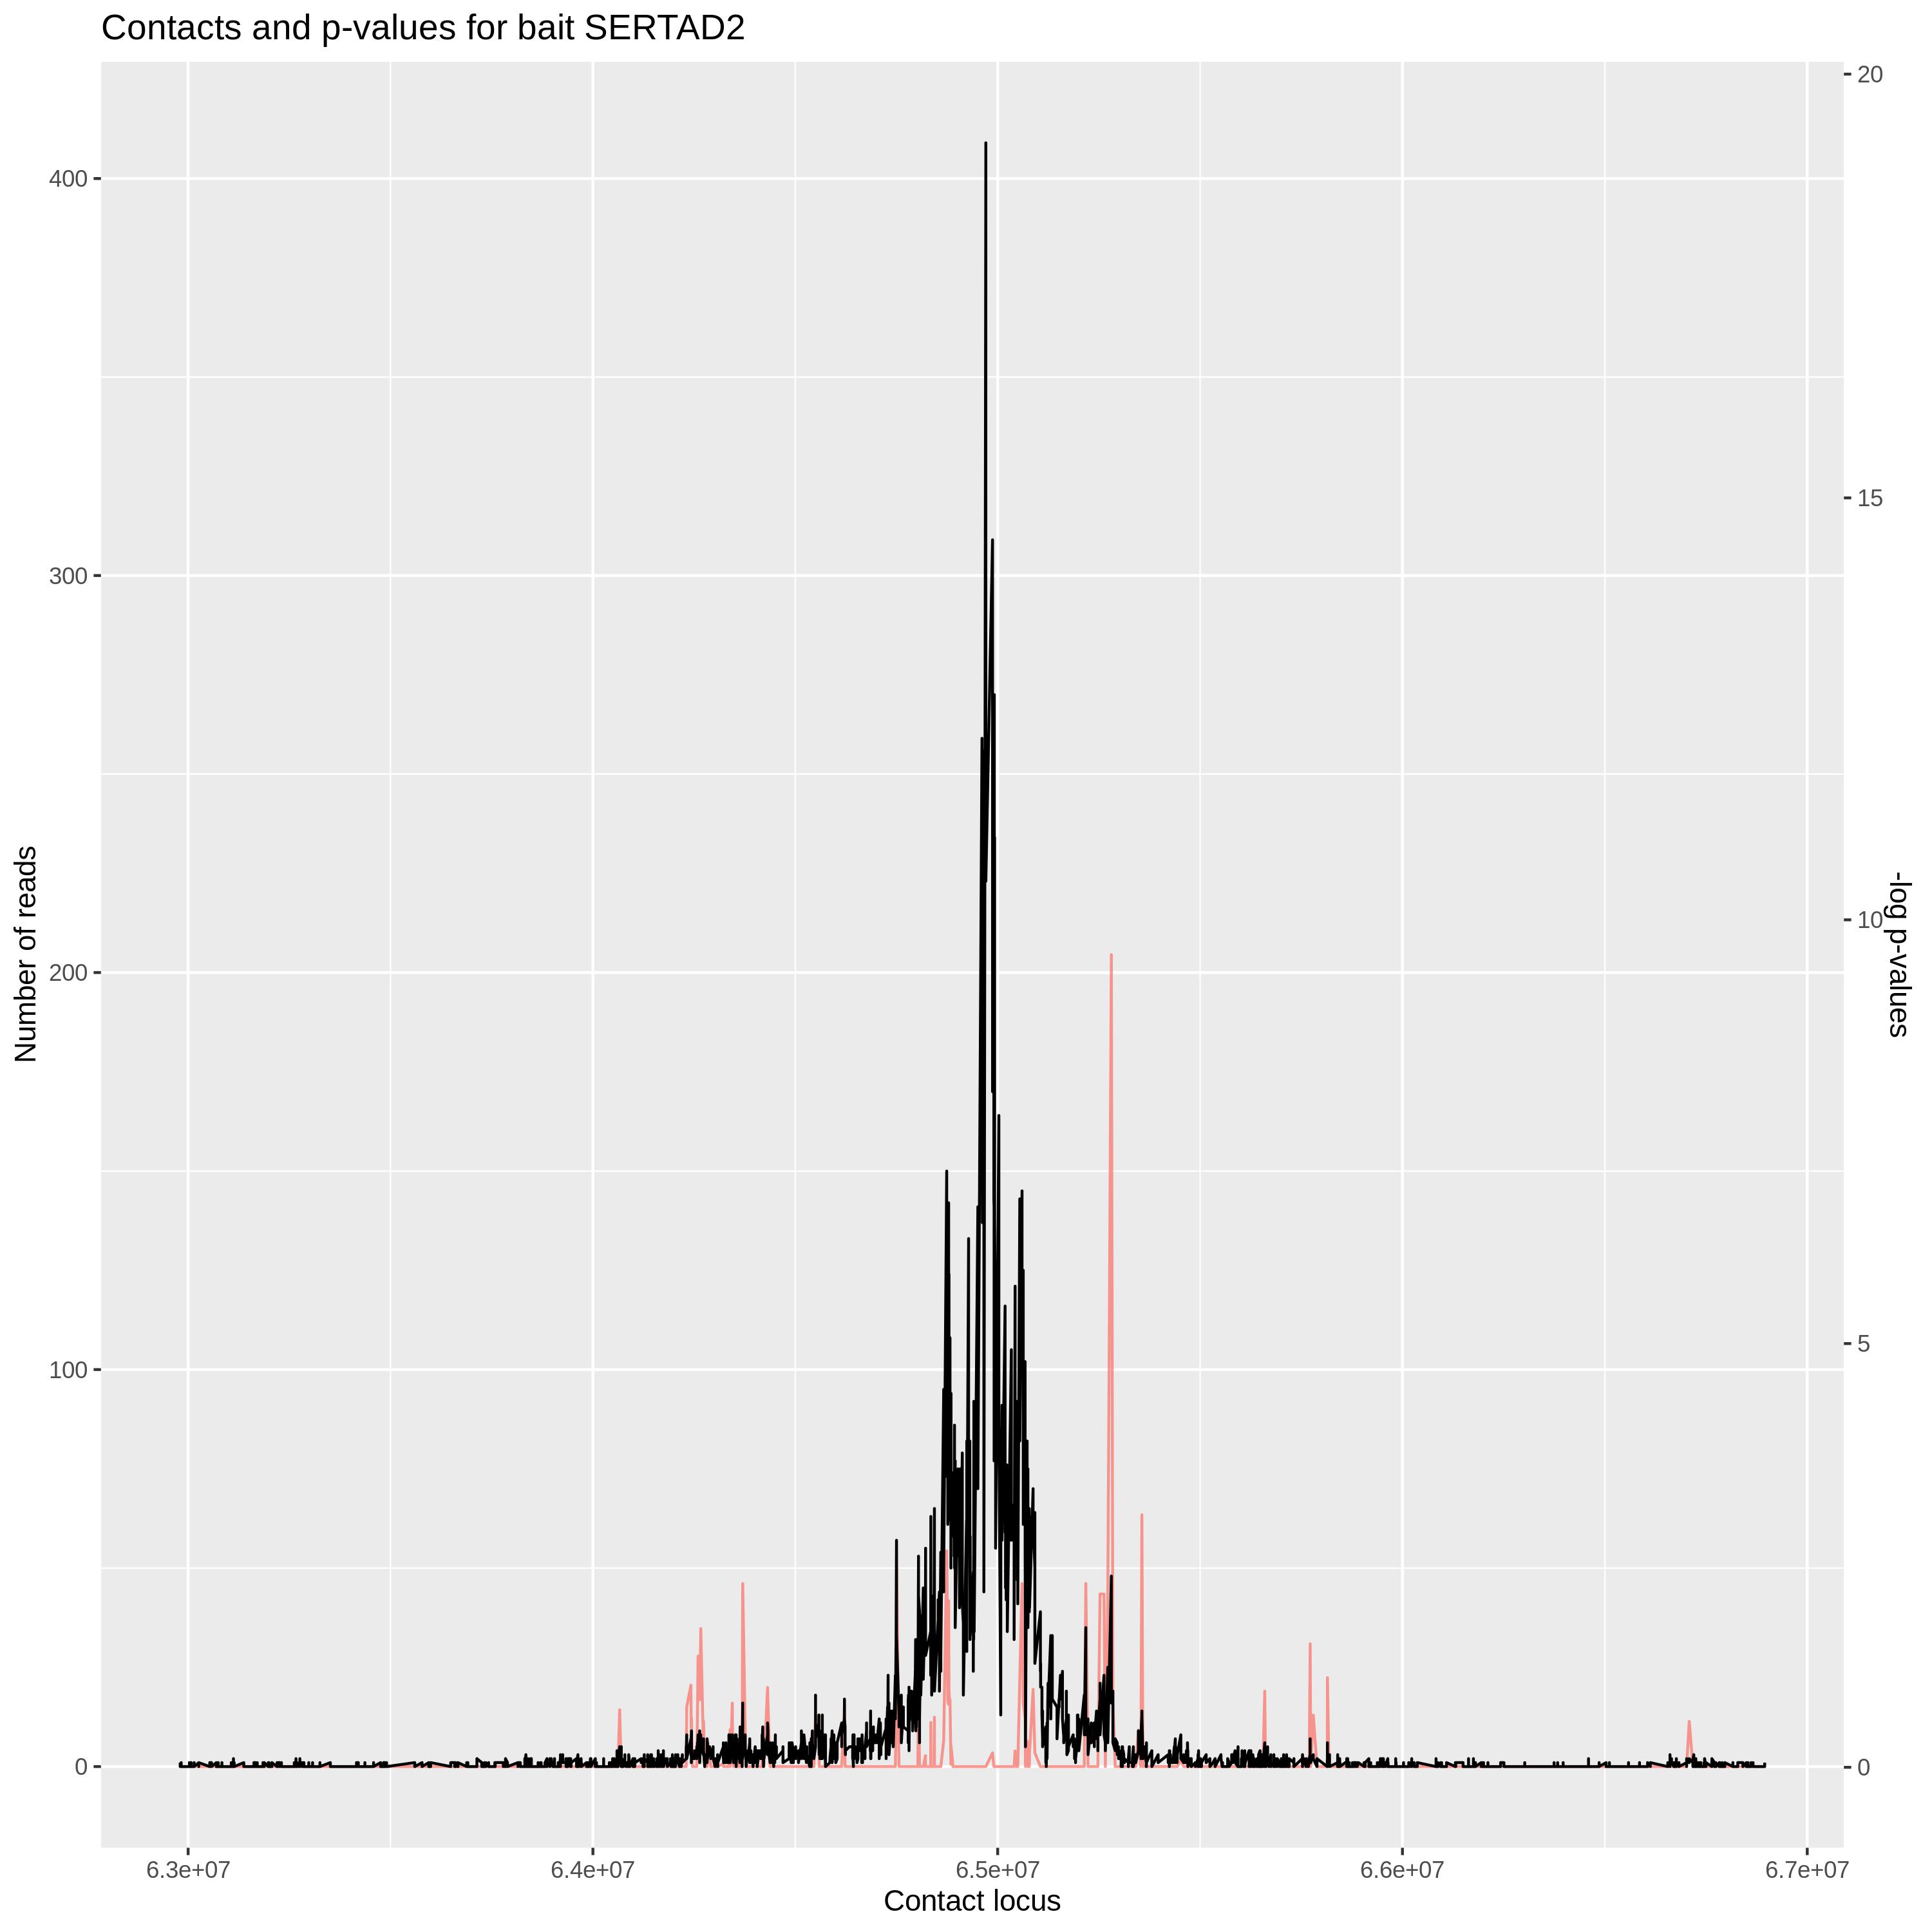 Contacts and p-values for bait SERTAD2
Number of reads
400
300
200
100
0
20
15
10
5
0
-log p-values
6.3e+07
6.4e+07
6.5e+07
6.6e+07
6.7e+07
Contact locus